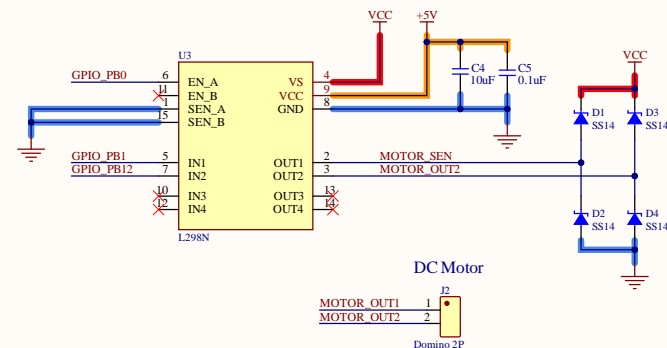 VCC
+5V
U3
VCC
GPIO_PB0
6
EN_A
VS
4
C4
10uF
C5
0.1uF
11
EN_B
VCC
9
1
SEN_A
GND
8
15
SEN_B
D1
SS14
D3
SS14
GPIO_PB1
5
IN1
OUT1
2
MOTOR_SEN
GPIO_PB12
7
IN2
OUT2
3
MOTOR_OUT2
10
IN3
OUT3
13
12
IN4
OUT4
14
D2
SS14
D4
SS14
L298N
DC Motor
J2
MOTOR_OUT1
1
MOTOR_OUT2
2
Domino 2P